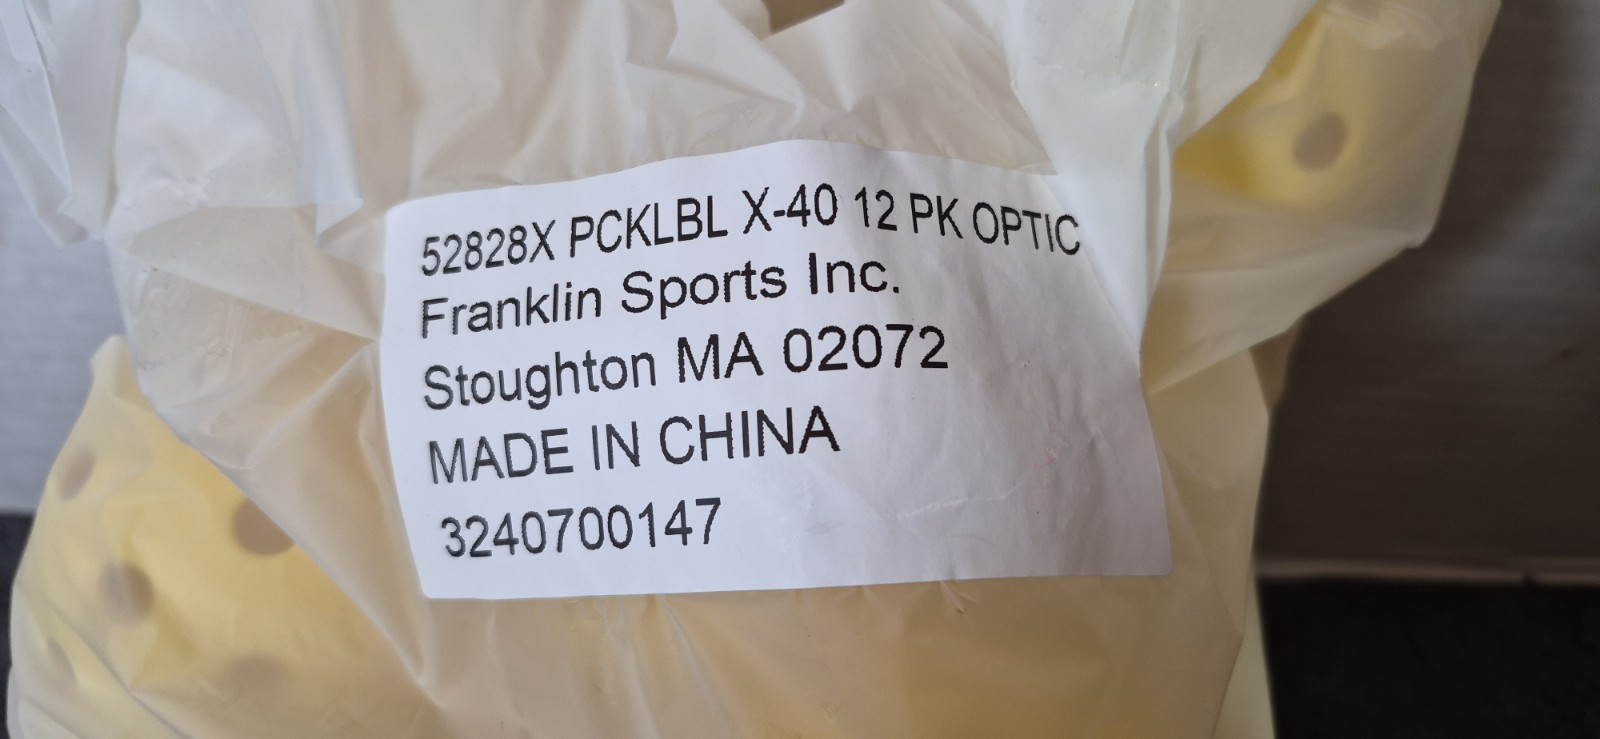 52828X PCKLBL X-40 12 PK OPTIC
Franklin Sports Inc.
Stoughton MA 02072
MADE IN CHINA
3240700147